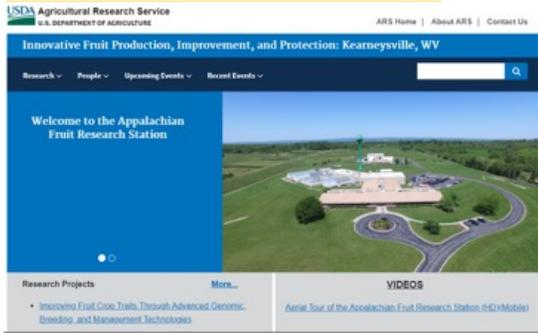 USDA Agricultural Research Service
U.S. DEPARTMENT OF AGRICULTURE
ARS Home | About ARS | Contact Us
Innovative Fruit Production, Improvement, and Protection: Kearneysville, WV
Research People Upcoming Events Recent Events
Welcome to the Appalachian
Fruit Research Station
Research Projects More...
• Improving Fruit Crop Traits Through Advanced Genomic,
Breeding, and Management Technologies
VIDEOS
Aerial Tour of the Appalachian Fruit Research Station (HD)(Mobile)